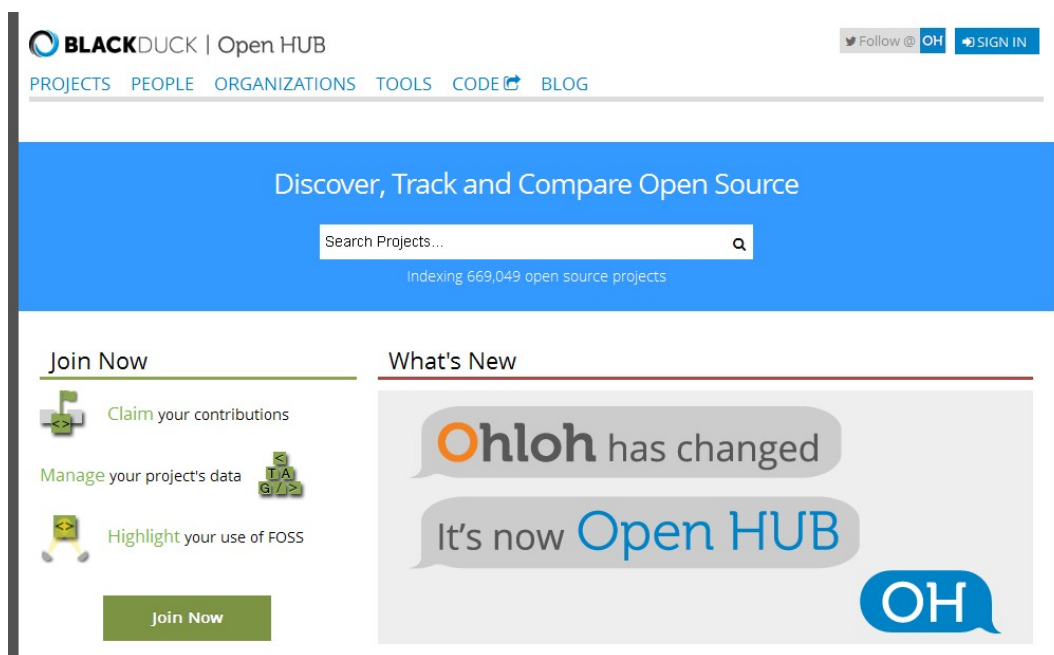 BLACKDUCK | Open HUB
Follow @ OH
SIGN IN
PROJECTS PEOPLE ORGANIZATIONS TOOLS CODE BLOG
Discover, Track and Compare Open Source
Search Projects...
Indexing 669,049 open source projects
Join Now
Claim your contributions
Manage your project's data
< TA G/>
Highlight your use of FOSS
Join Now
What's New
Ohloh has changed
It's now Open HUB
OH